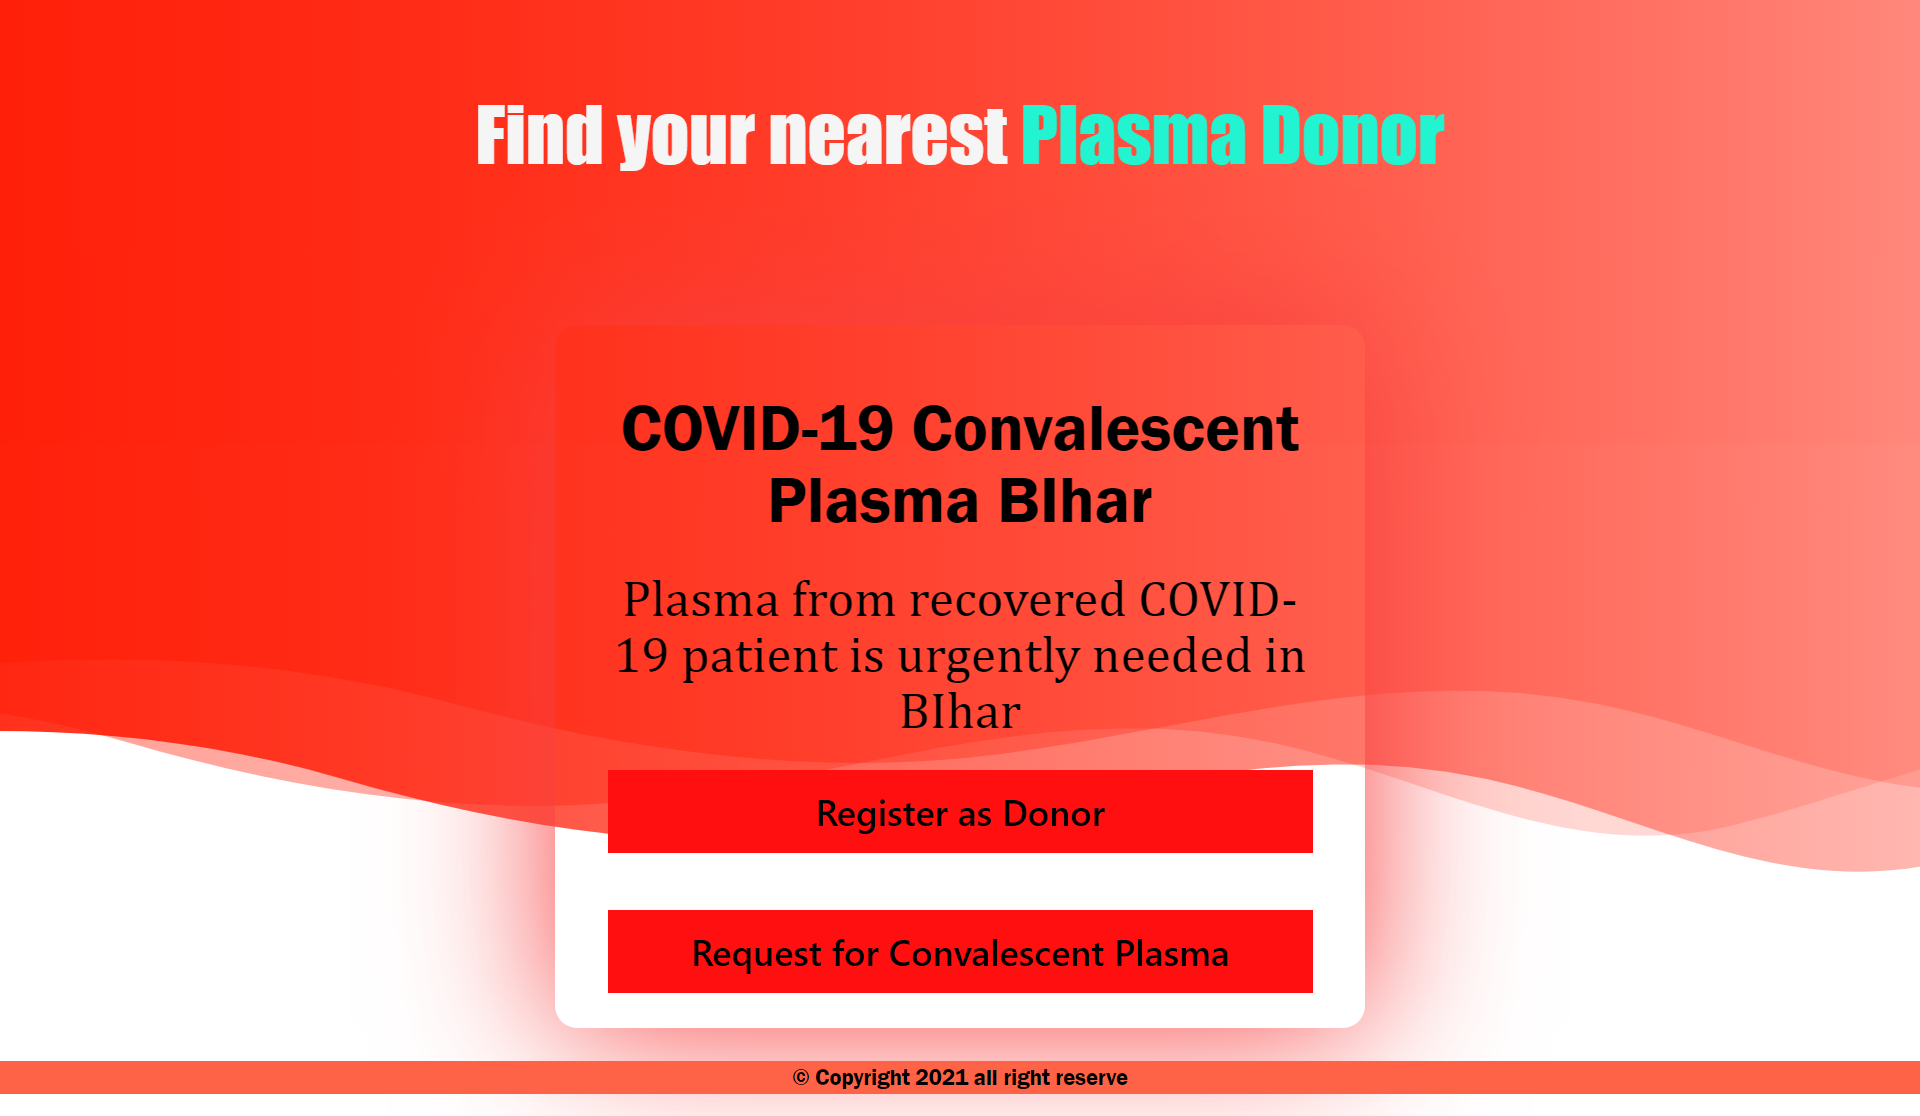 Find your nearest Plasma Donor
COVID-19 Convalescent
Plasma BIhar
Plasma from recovered COVID-
19 patient is urgently needed in
BIhar
Register as Donor
Request for Convalescent Plasma
© Copyright 2021 all right reserve